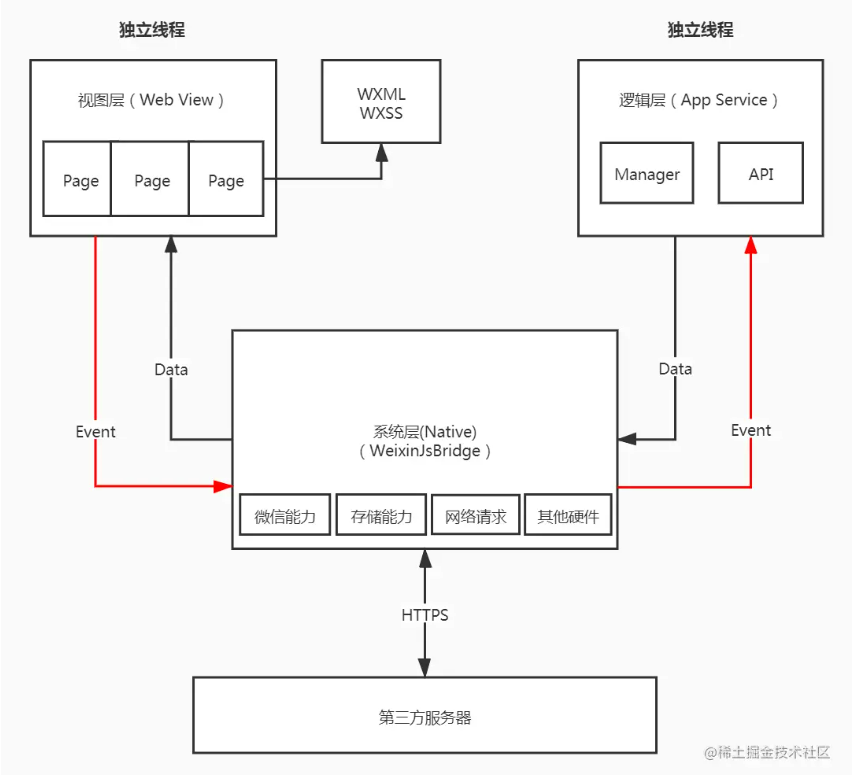 独立线程
独立线程
视图层（Web View）
WXML
WXSS
逻辑层（App Service）
Page
Page
Page
Manager
API
Data
Data
Event
Event
系统层(Native)
（WeixinJsBridge）
微信能力
存储能力
网络请求
其他硬件
HTTPS
第三方服务器
@稀土掘金技术社区